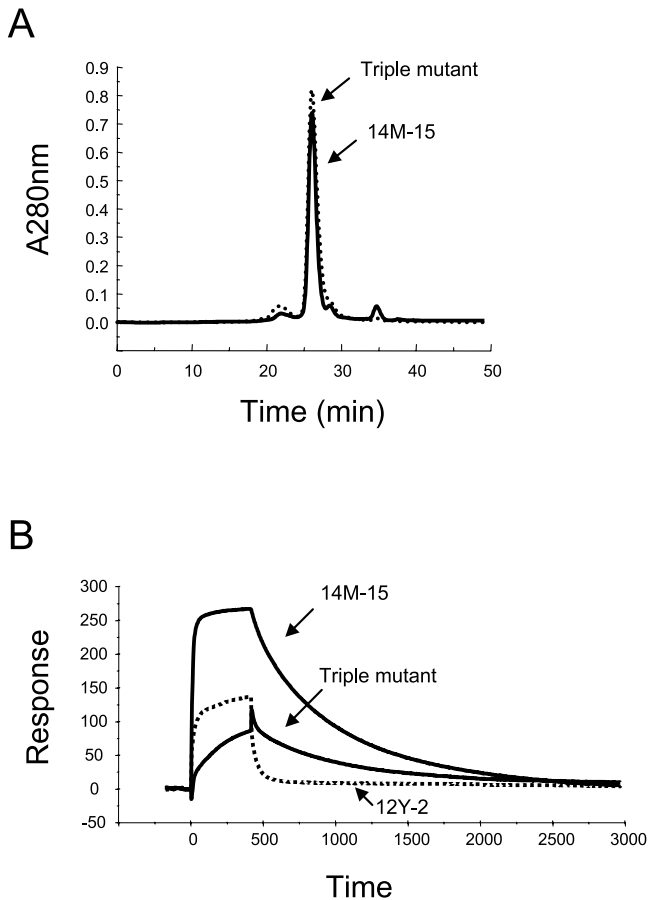 A
Triple mutant
14M-15
A280nm
0.9
0.8
0.7
0.6
0.5
0.4
0.3
0.2
0.1
0.0
0 10 20 30 40 50
Time (min)
B
14M-15
Triple mutant
12Y-2
Response
300
250
200
150
100
50
0
-50
0 500 1000 1500 2000 2500 3000
Time